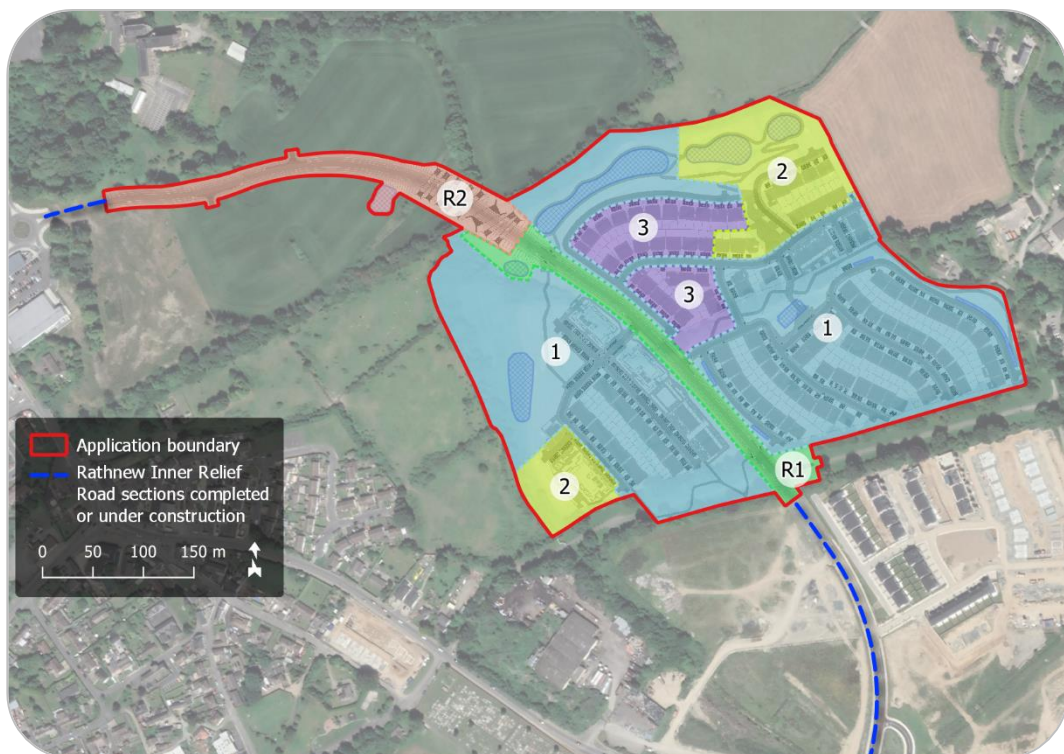 R2
2
3
3
1
1
R1
2
Application boundary
Rathnew Inner Relief
Road sections completed
or under construction
0 50 100 150 m